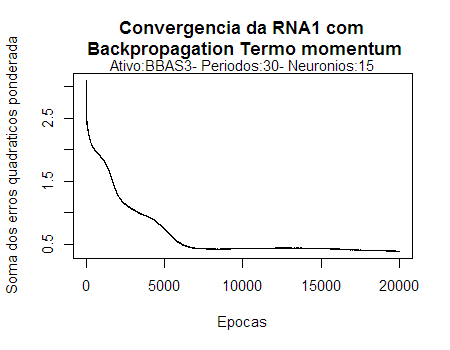 Convergencia da RNA1 com
Backpropagation Termo momentum
Ativo:BBAS3- Periodos:30- Neuronios:15
Soma dos erros quadraticos ponderada
2.5
1.5
0.5
0 5000 10000 15000 20000
Epocas